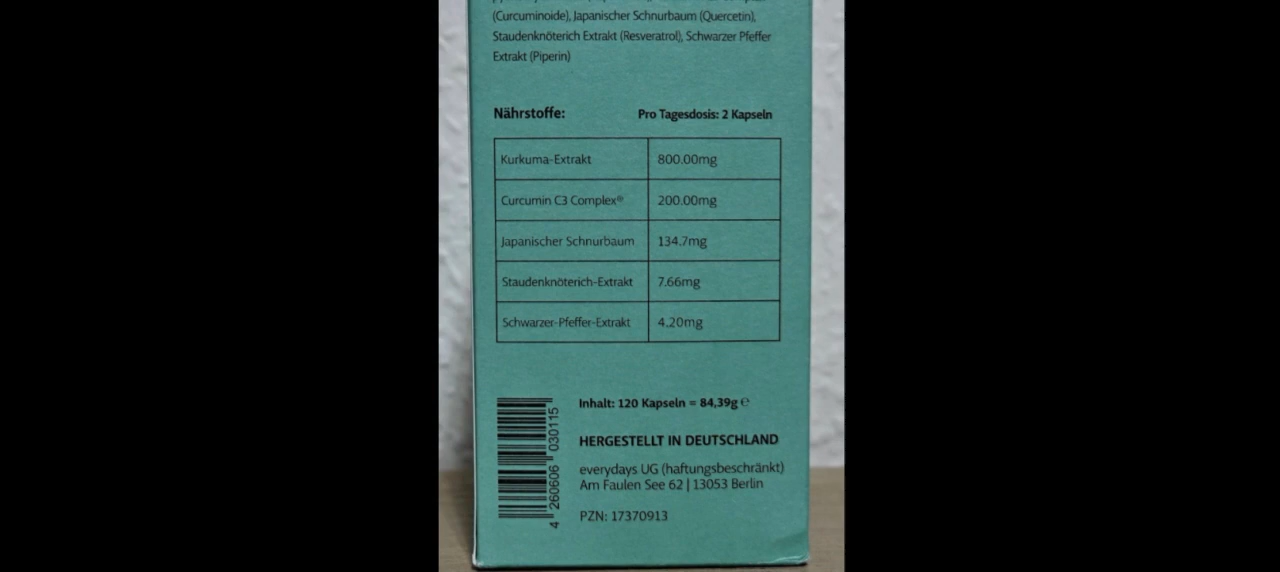 (Curcuminoide), Japanischer Schnurbaum (Quercetin),
Staudenknöterich Extrakt (Resveratrol), Schwarzer Pfeffer
Extrakt (Piperin)
Nährstoffe: Pro Tagesdosis: 2 Kapseln
Kurkuma-Extrakt 800.00mg
Curcumin C3 Complex® 200.00mg
Japanischer Schnurbaum 134.7mg
Staudenknöterich-Extrakt 7.66mg
Schwarzer-Pfeffer-Extrakt 4.20mg
Inhalt: 120 Kapseln = 84,39g ℮
HERGESTELLT IN DEUTSCHLAND
everydays UG (haftungsbeschränkt)
Am Faulen See 62 | 13053 Berlin
PZN: 17370913
4 260606 030115